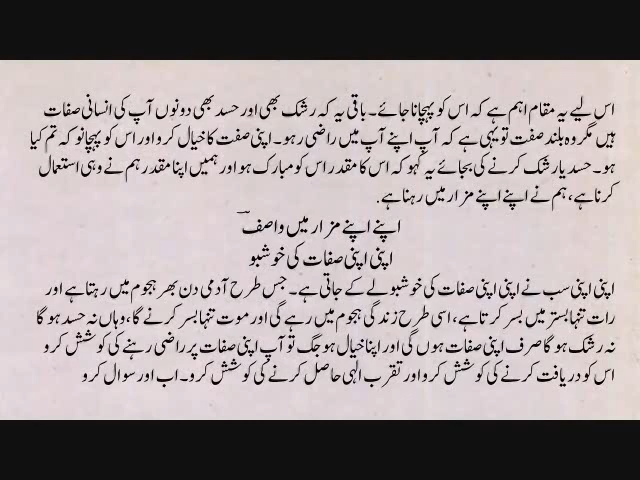 اس لیے یہ مقام اہم ہے کہ اس کو پہچانا جائے۔ باقی یہ کہ رشک بھی اور حسد بھی دونوں آپ کی انسانی صفات
ہیں مگر وہ بلند صفت تو یہی ہے کہ آپ اپنے آپ میں راضی رہو۔ اپنی صفت کا خیال کرو اور اس کو پہچانو کہ تم کیا
ہو۔ حسد یا رشک کرنے کی بجائے یہ کہو کہ اس کا مقدر اس کو مبارک ہو اور ہمیں اپنا مقدر ہم نے وہی استعمال
کرنا ہے، ہم نے اپنے اپنے مزار میں رہنا ہے.
اپنے اپنے مزار میں واصفؔ
اپنی اپنی صفات کی خوشبو
اپنی اپنی سب نے اپنی اپنی صفات کی خوشبو لے کے جاتی ہے۔ جس طرح آدمی دن بھر ہجوم میں رہتا ہے اور
رات تنہا بستر میں بسر کرتا ہے، اسی طرح زندگی ہجوم میں رہے گی اور موت تنہا بسر کرنے گا، وہاں نہ حسد ہو گا
نہ رشک ہو گا صرف اپنی صفات ہوں گی اور اپنا خیال ہو جگ تو آپ اپنی صفات پر راضی رہنے کی کوشش کرو
اس کو دریافت کرنے کی کوشش کرو اور تقرب الٰہی حاصل کرنے کی کوشش کرو۔ اب اور سوال کرو